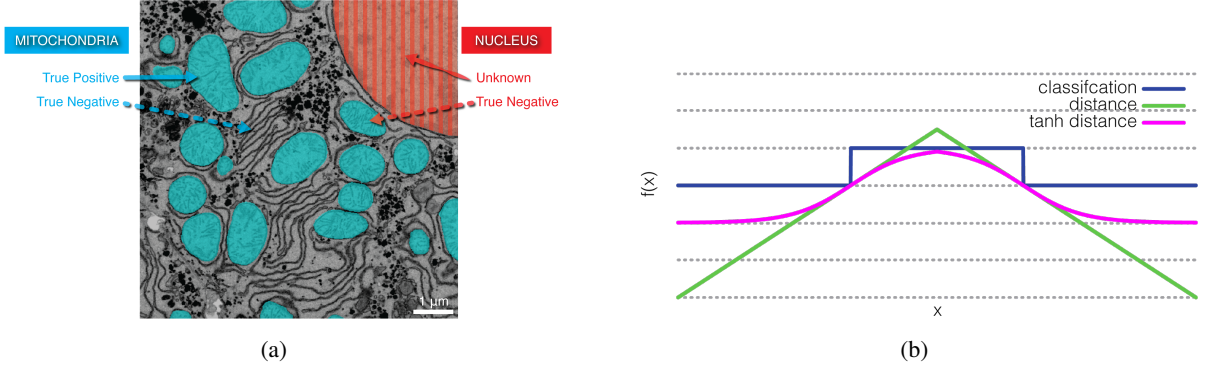 MITOCHONDRIA
True Positive
True Negative
NUCLEUS
Unknown
True Negative
1 µm
(a)
classifcation
distance
tanh distance
f(x)
x
(b)